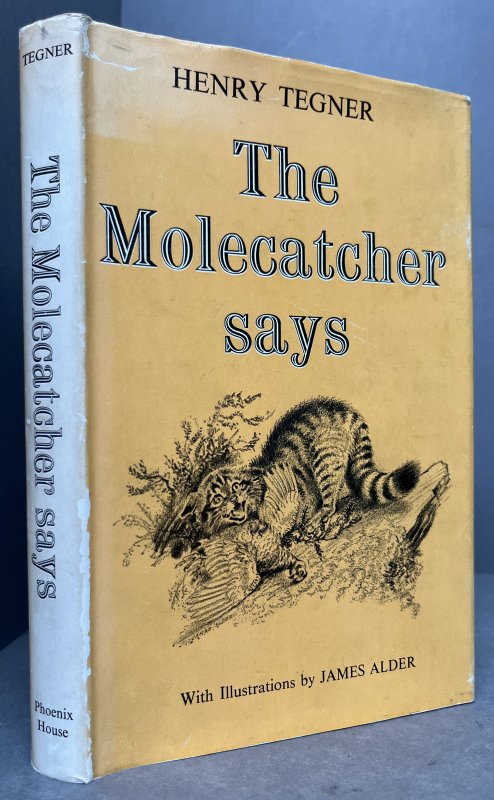 TEGNER
The Molecatcher says
Phoenix
House
HENRY TEGNER
The
Molecatcher
says
With Illustrations by JAMES ALDER